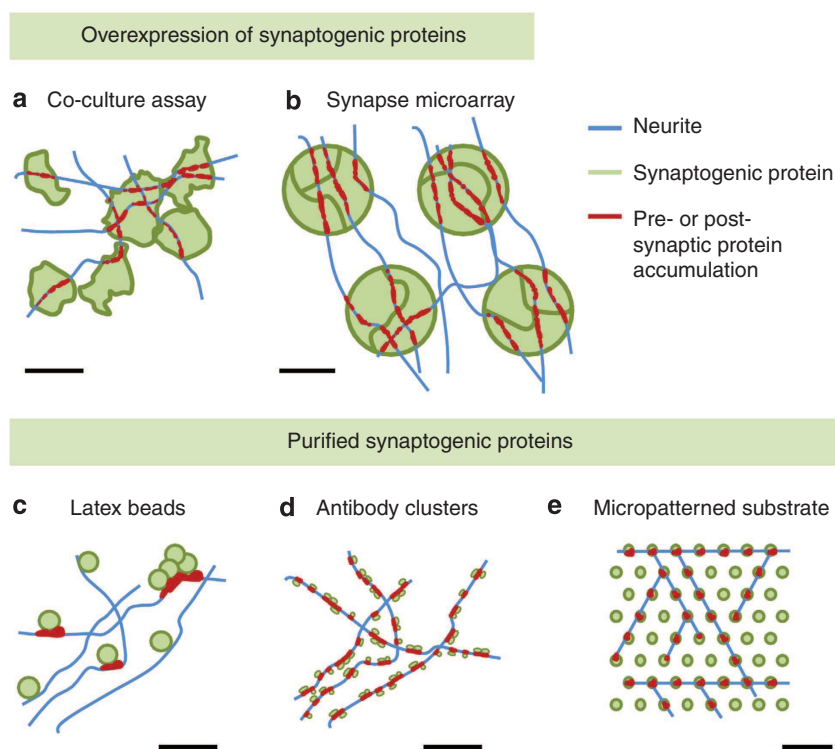 Overexpression of synaptogenic proteins
a Co-culture assay
b Synapse microarray
Neurite
Synaptogenic protein
Pre- or post-
synaptic protein
accumulation
Purified synaptogenic proteins
c Latex beads
d Antibody clusters
e Micropatterned substrate